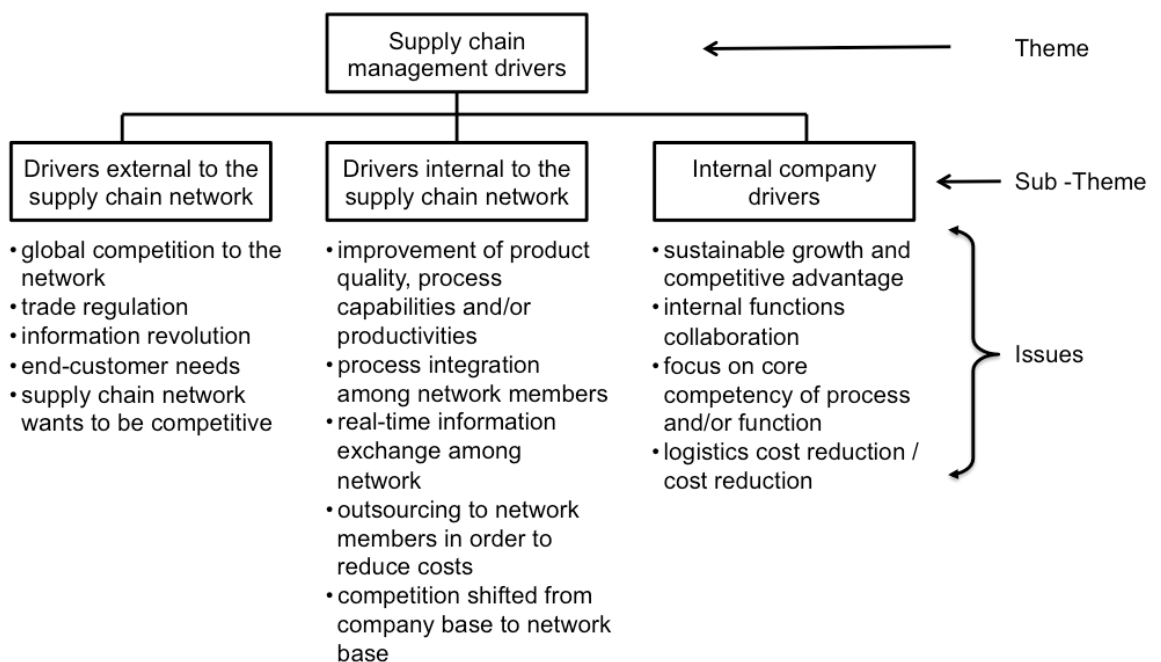 Supply chain
management drivers
Theme
Drivers external to the
supply chain network
Drivers internal to the
supply chain network
Internal company
drivers
Sub -Theme
• global competition to the
network
• trade regulation
• information revolution
• end-customer needs
• supply chain network
wants to be competitive
• improvement of product
quality, process
capabilities and/or
productivities
• process integration
among network members
• real-time information
exchange among
network
• outsourcing to network
members in order to
reduce costs
• competition shifted from
company base to network
base
• sustainable growth and
competitive advantage
• internal functions
collaboration
• focus on core
competency of process
and/or function
• logistics cost reduction /
cost reduction
Issues